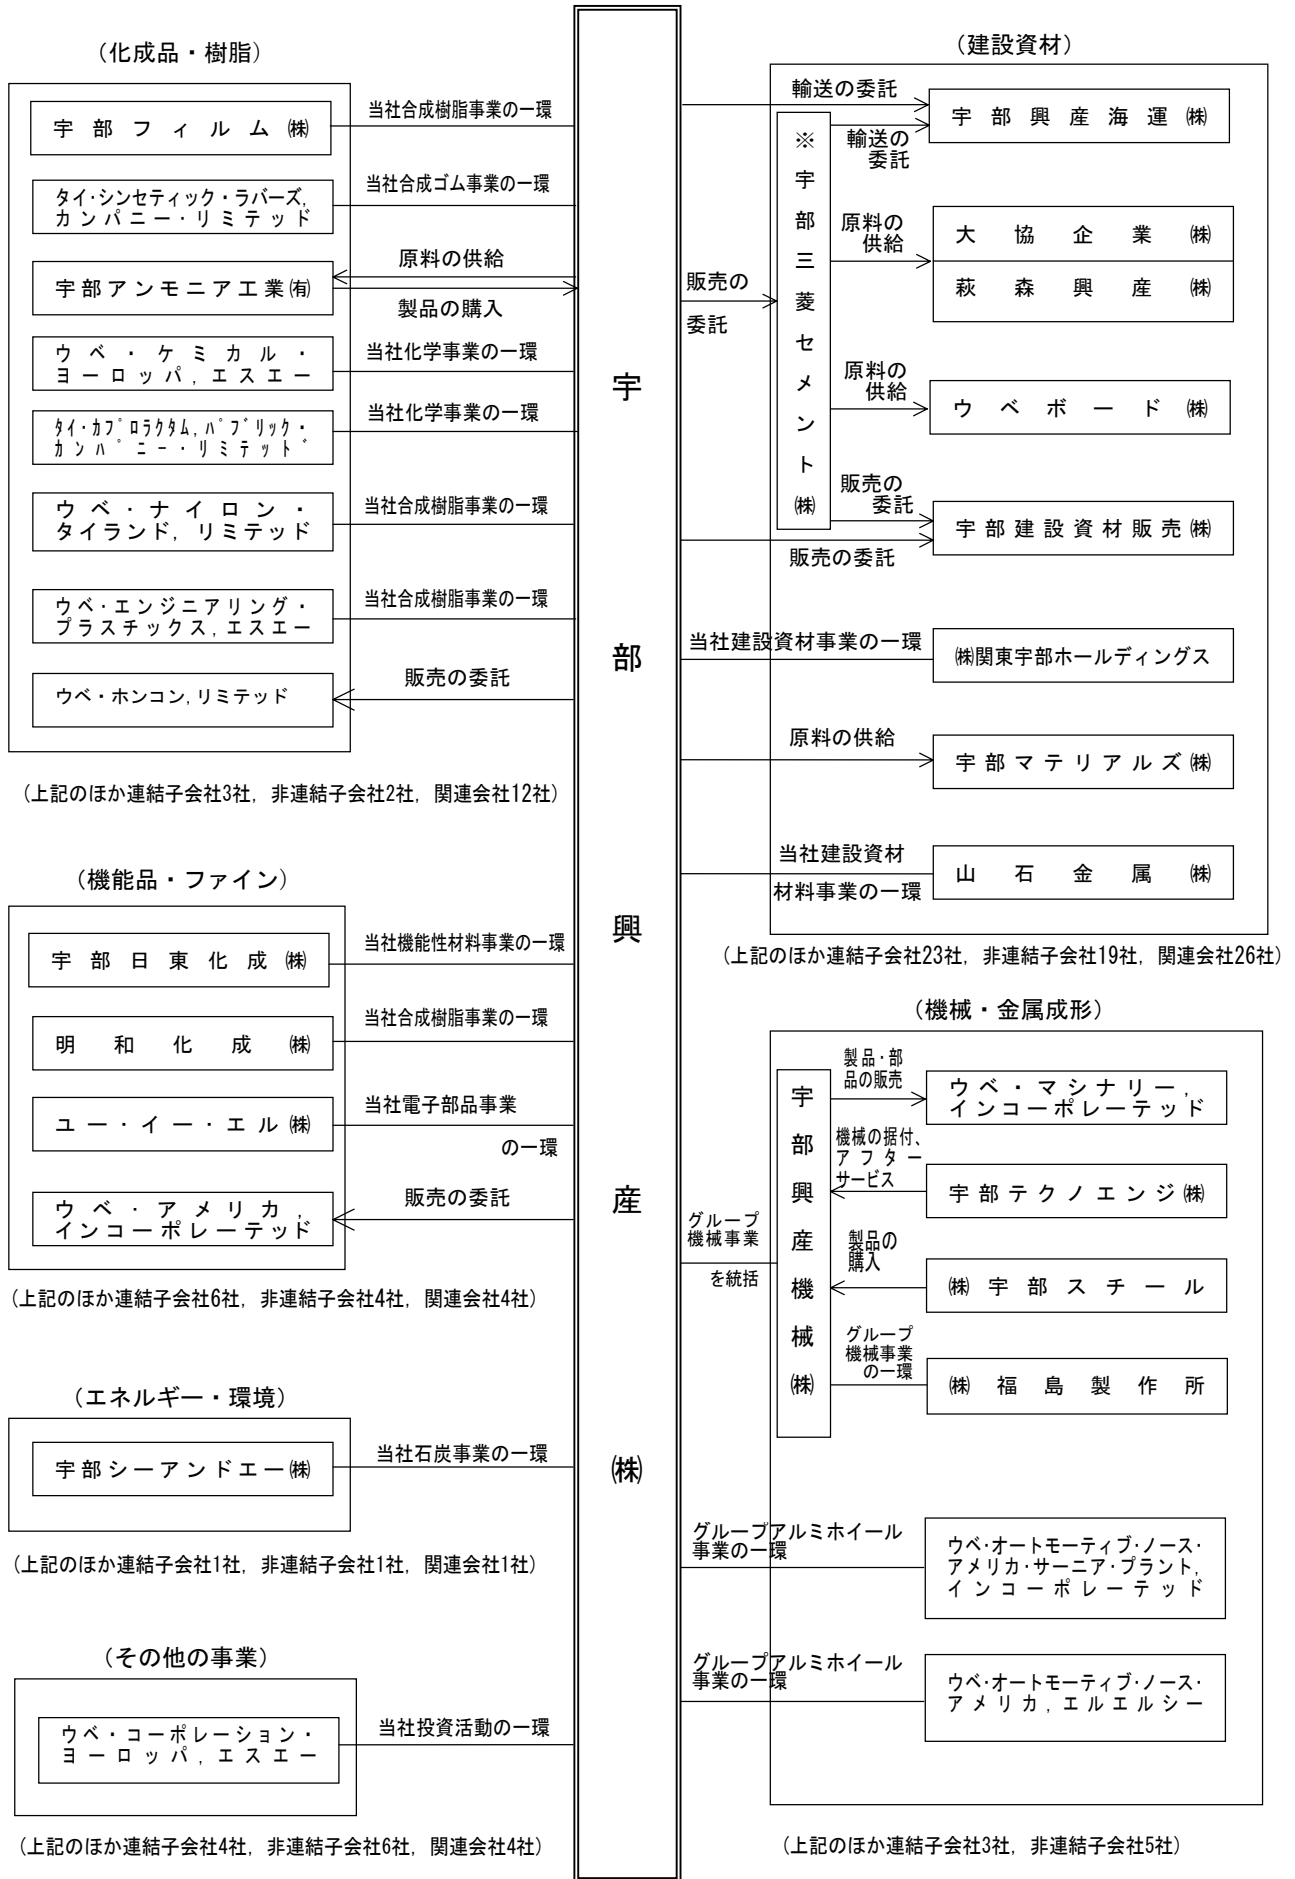 (化成品・樹脂)
宇部フィルム㈱
当社合成樹脂事業の一環
タイ・シンセティック・ラバーズ,
カンパニー・リミテッド
当社合成ゴム事業の一環
宇部アンモニア工業㈲
原料の供給
製品の購入
ウベ・ケミカル・
ヨーロッパ,エスエー
当社化学事業の一環
ﾀｲ・ｶﾌﾟﾛﾗｸﾀﾑ,ﾊﾟﾌﾞﾘｯｸ・
ｶﾝﾊﾟﾆｰ・ﾘﾐﾃｯﾄﾞ
当社化学事業の一環
ウベ・ナイロン・
タイランド,リミテッド
当社合成樹脂事業の一環
ウベ・エンジニアリング・
プラスチックス,エスエー
当社合成樹脂事業の一環
ウベ・ホンコン,リミテッド
販売の委託
(上記のほか連結子会社3社,非連結子会社2社,関連会社12社)
(機能品・ファイン)
宇部日東化成㈱
当社機能性材料事業の一環
明和化成㈱
当社合成樹脂事業の一環
ユー・イー・エル㈱
当社電子部品事業
の一環
ウベ・アメリカ,
インコーポレーテッド
販売の委託
(上記のほか連結子会社6社,非連結子会社4社,関連会社4社)
(エネルギー・環境)
宇部シーアンドエー㈱
当社石炭事業の一環
(上記のほか連結子会社1社,非連結子会社1社,関連会社1社)
(その他の事業)
ウベ・コーポレーション・
ヨーロッパ,エスエー
当社投資活動の一環
(上記のほか連結子会社4社,非連結子会社6社,関連会社4社)
宇部興産㈱
(建設資材)
輸送の委託
宇部興産海運㈱
輸送の
委託
※宇部三菱セメント㈱
販売の
委託
原料の
供給
大協企業㈱
萩森興産㈱
原料の
供給
ウベボード㈱
販売の
委託
宇部建設資材販売㈱
販売の委託
当社建設資材事業の一環
㈱関東宇部ホールディングス
原料の供給
宇部マテリアルズ㈱
当社建設資材
材料事業の一環
山石金属㈱
(上記のほか連結子会社23社,非連結子会社19社,関連会社26社)
(機械・金属成形)
グループ
機械事業
を統括
宇部興産機械㈱
製品・部
品の販売
ウベ・マシナリー,
インコーポレーテッド
機械の据付、
アフター
サービス
宇部テクノエンジ㈱
製品の
購入
㈱宇部スチール
グループ
機械事業
の一環
㈱福島製作所
グループアルミホイール
事業の一環
ウベ・オートモーティブ・ノース・
アメリカ・サーニア・プラント,
インコーポレーテッド
グループアルミホイール
事業の一環
ウベ・オートモーティブ・ノース・
アメリカ,エルエルシー
(上記のほか連結子会社3社,非連結子会社5社)